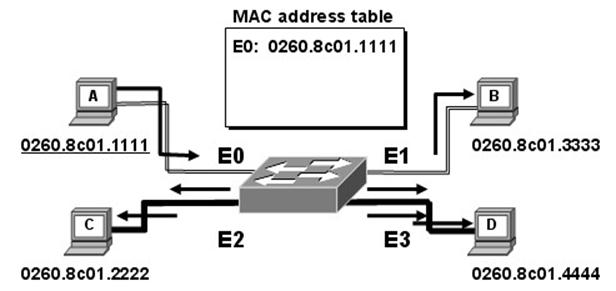 MAC address table
E0: 0260.8c01.1111
A
B
0260.8c01.1111
E0
E1
0260.8c01.3333
C
D
E2
E3
0260.8c01.2222
0260.8c01.4444